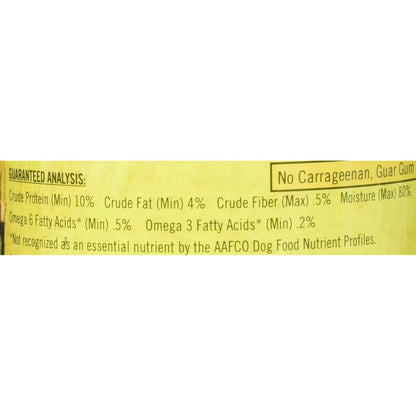 GUARANTEED ANALYSIS:
No Carrageenan, Guar Gum
Crude Protein (Min) 10% Crude Fat (Min) 4% Crude Fiber (Max) .5% Moisture (Max) 80%
Omega 6 Fatty Acids* (Min) .5% Omega 3 Fatty Acids* (Min) .2%
*Not recognized as an essential nutrient by the AAFCO Dog Food Nutrient Profiles.